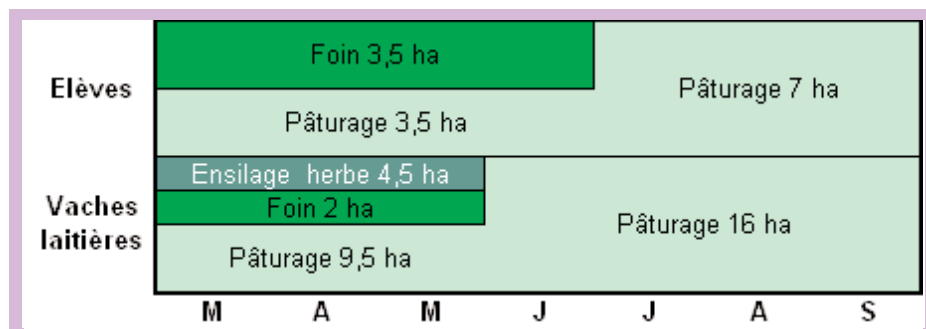 Foin 3,5 ha
Elèves
Pâturage 7 ha
Pâturage 3,5 ha
Ensilage herbe 4,5 ha
Vaches
laitières
Foin 2 ha
Pâturage 16 ha
Pâturage 9,5 ha
M A M J J A S